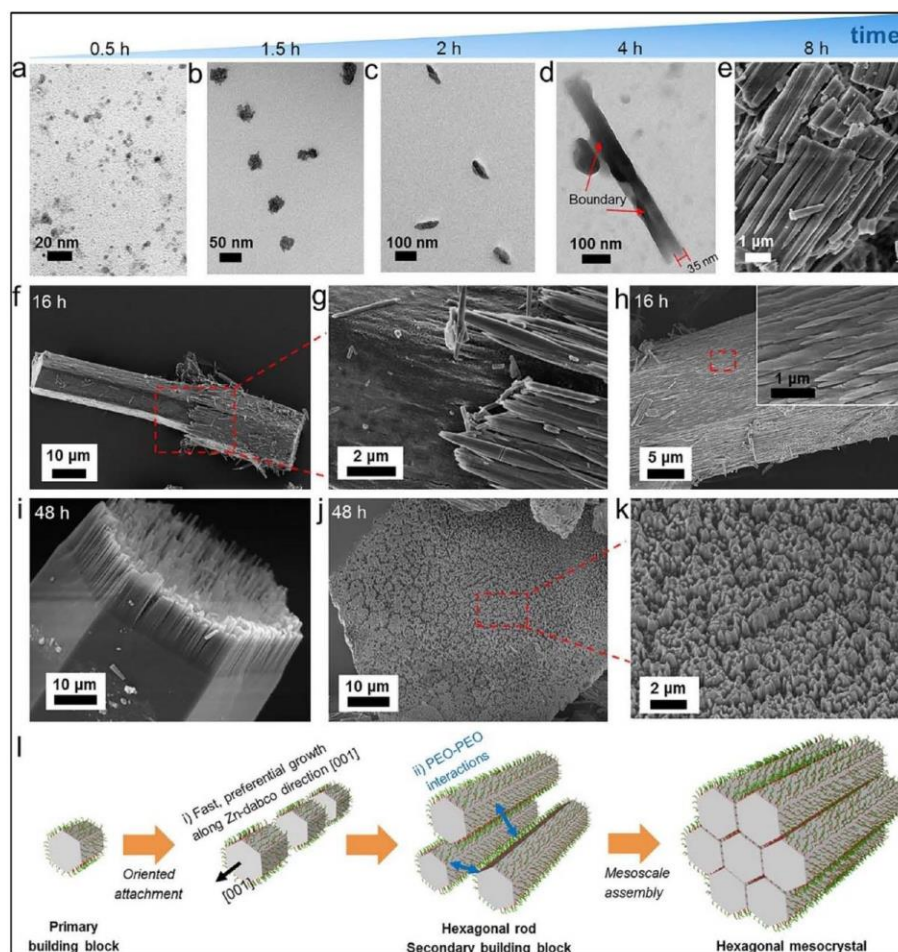 time
0.5 h
1.5 h
2 h
4 h
8 h
a
20 nm
b
50 nm
c
100 nm
d
Boundary
100 nm
35 nm
e
1 µm
f
16 h
10 µm
g
2 µm
h
16 h
1 µm
5 µm
i
48 h
10 µm
j
48 h
10 µm
k
2 µm
l
Primary
building block
Oriented
attachment
i) Fast, preferential growth
along Zn-dabco direction [001]
[001]
ii) PEO-PEO
interactions
Hexagonal rod
Secondary building block
Mesoscale
assembly
Hexagonal mesocrystal